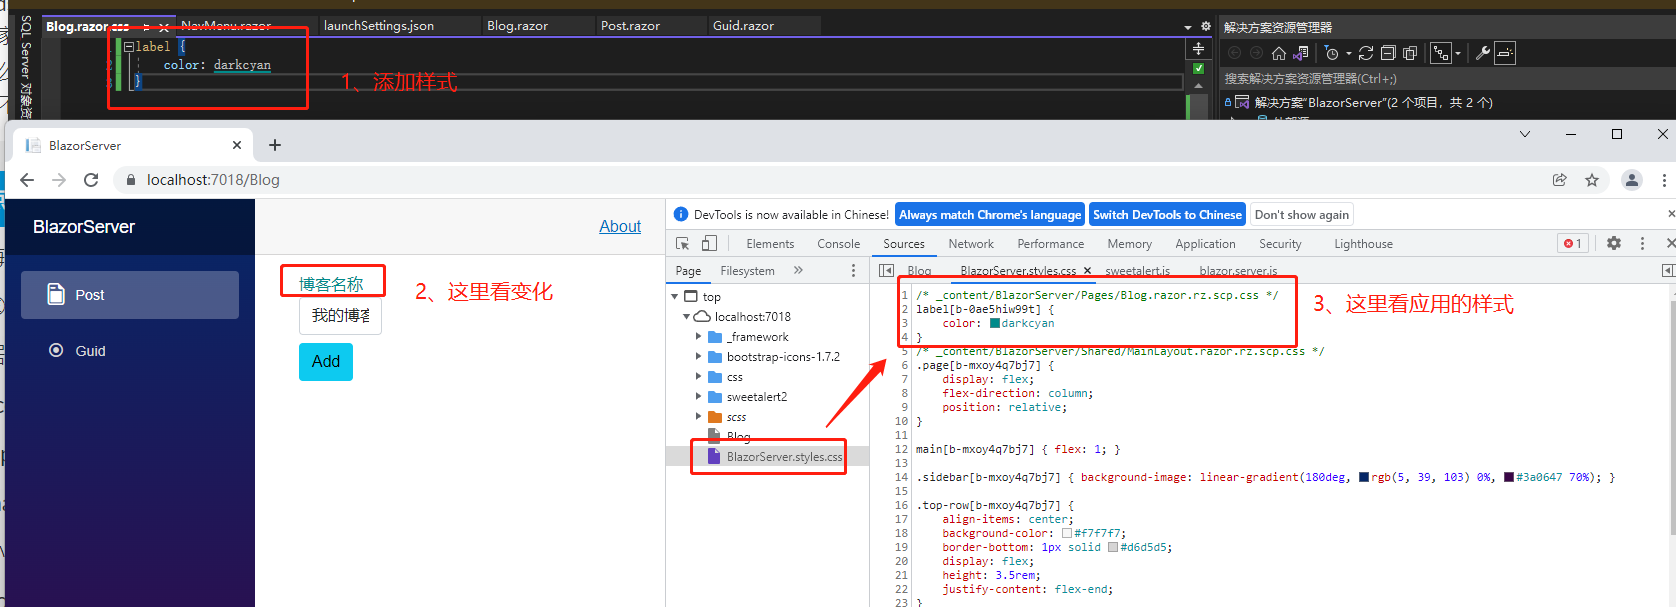 SQL Server 对象资
Blog.razor.css
NavMenu.razor
launchSettings.json
Blog.razor
Post.razor
Guid.razor
解决方案资源管理器
label {
color: darkcyan
}
1、添加样式
搜索解决方案资源管理器(Ctrl+;)
解决方案"BlazorServer"(2 个项目，共 2 个)
外部源
BlazorServer
localhost:7018/Blog
BlazorServer
About
Post
Guid
博客名称
我的博客
Add
2、这里看变化
DevTools is now available in Chinese!
Always match Chrome's language
Switch DevTools to Chinese
Don't show again
Elements
Console
Sources
Network
Performance
Memory
Application
Security
Lighthouse
1
Page
Filesystem
Blog
BlazorServer.styles.css
sweetalert.js
blazor.server.js
top
localhost:7018
_framework
bootstrap-icons-1.7.2
css
sweetalert2
scss
Blog
BlazorServer.styles.css
1 /* _content/BlazorServer/Pages/Blog.razor.rz.scp.css */
2 label[b-0ae5hiw99t] {
3 color: darkcyan
4 }
5 /* _content/BlazorServer/Shared/MainLayout.razor.rz.scp.css */
6 .page[b-mxoy4q7bj7] {
7 display: flex;
8 flex-direction: column;
9 position: relative;
10 }
11
12 main[b-mxoy4q7bj7] { flex: 1; }
13
14 .sidebar[b-mxoy4q7bj7] { background-image: linear-gradient(180deg, rgb(5, 39, 103) 0%, #3a0647 70%); }
15
16 .top-row[b-mxoy4q7bj7] {
17 align-items: center;
18 background-color: #f7f7f7;
19 border-bottom: 1px solid #d6d5d5;
20 display: flex;
21 height: 3.5rem;
22 justify-content: flex-end;
23 }
3、这里看应用的样式